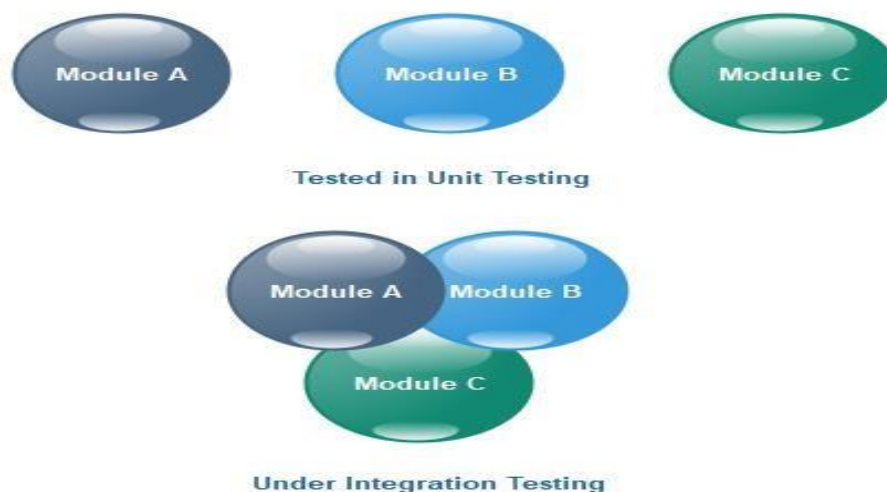 Module A
Module B
Module C
Tested in Unit Testing
Module A
Module B
Module C
Under Integration Testing